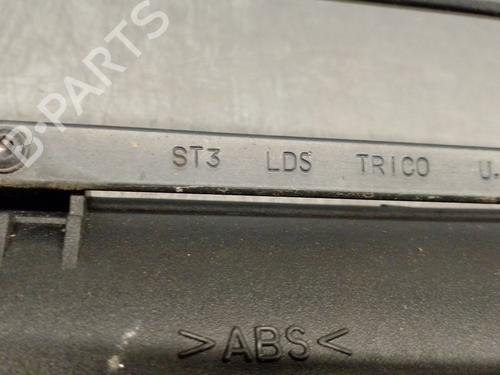 B-PARTS
ST3 LDS TRICO U.
>ABS<